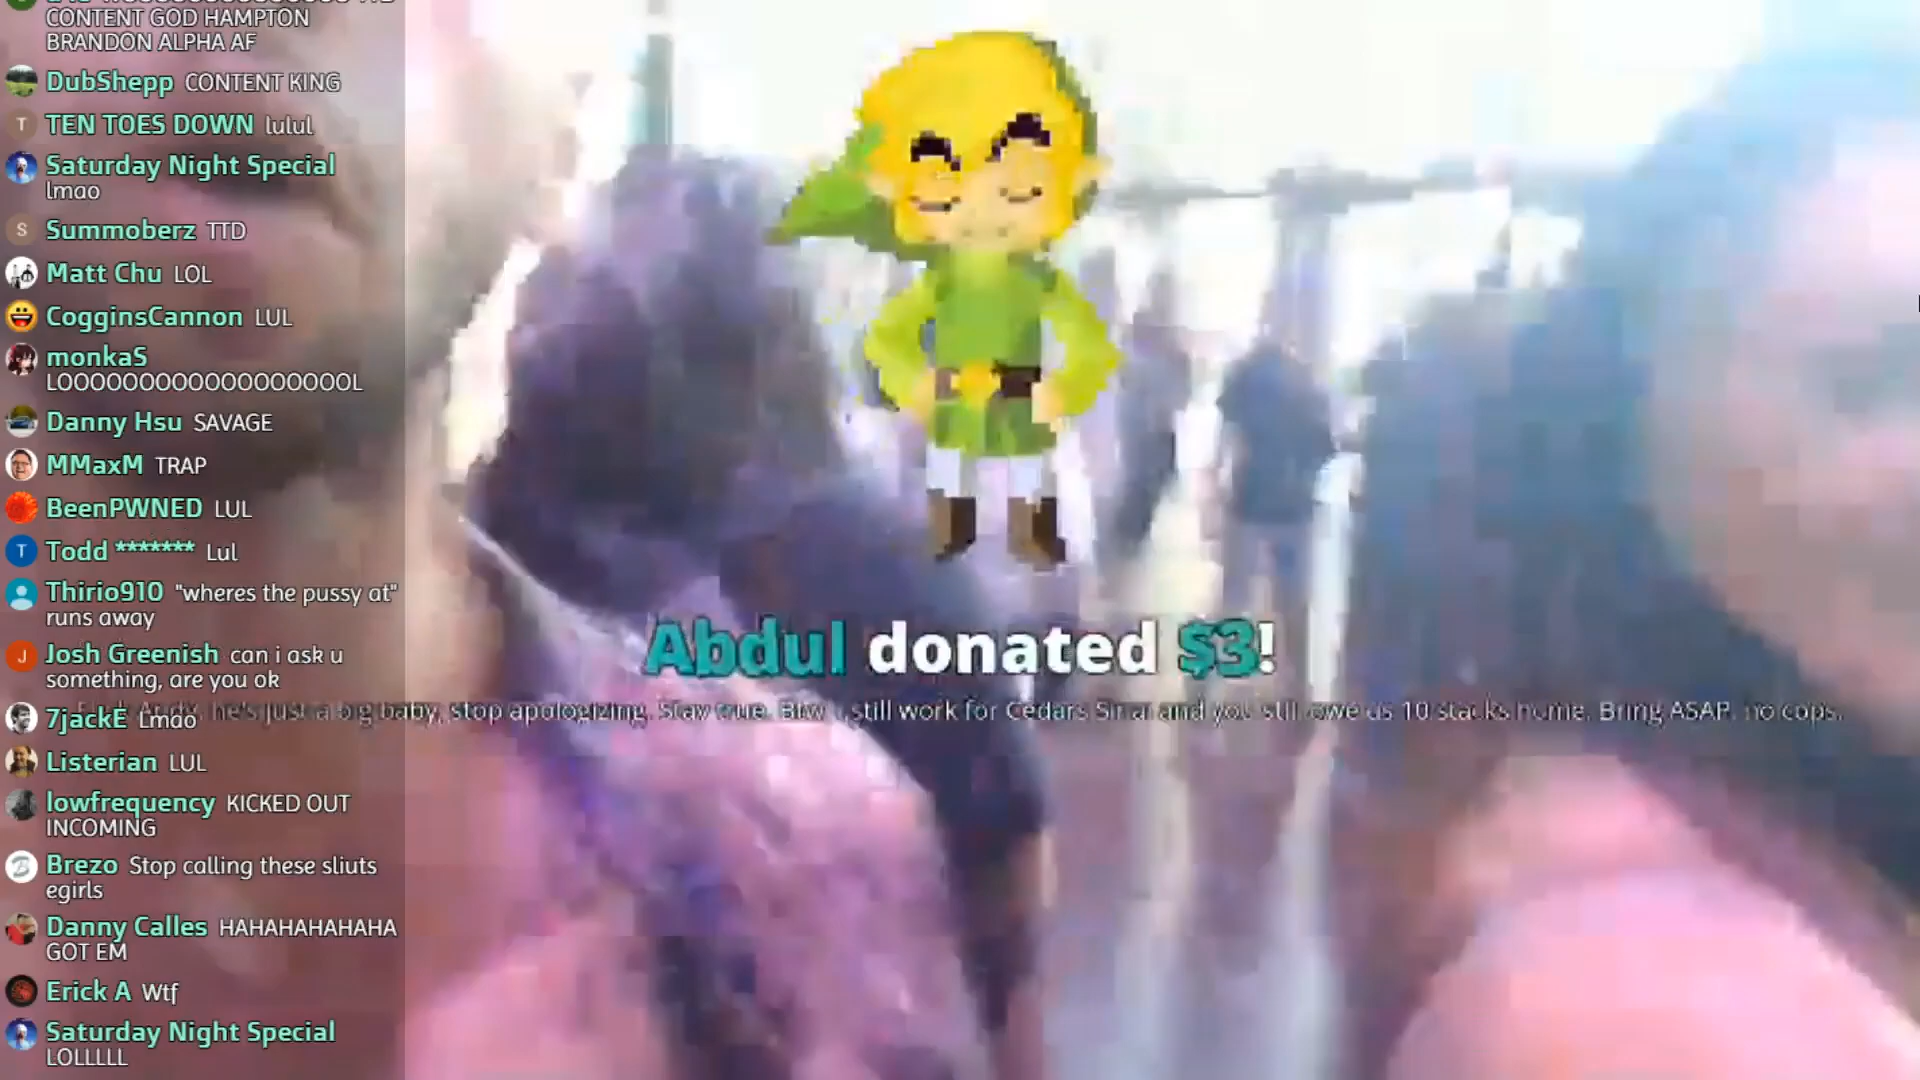 CONTENT GOD HAMPTON
BRANDON ALPHA AF
DubShepp CONTENT KING
T TEN TOES DOWN lulul
Saturday Night Special
lmao
S Summoberz TTD
Matt Chu LOL
CogginsCannon LUL
monkaS
LOOOOOOOOOOOOOOOOOOL
Danny Hsu SAVAGE
MMaxM TRAP
BeenPWNED LUL
T Todd ******* Lul
Thirio910 "wheres the pussy at"
runs away
Abdul donated $3!
J Josh Greenish can i ask u
something, are you ok
he's just a big baby, stop apologizing. Stay true. Btw I still work for Cedars Sinai and you still owe us 10 stacks home. Bring ASAP. no cops.
7jackE Lmao
Listerian LUL
lowfrequency KICKED OUT
INCOMING
B Brezo Stop calling these sliuts
egirls
Danny Calles HAHAHAHAHAHA
GOT EM
Erick A Wtf
Saturday Night Special
LOLLLLL